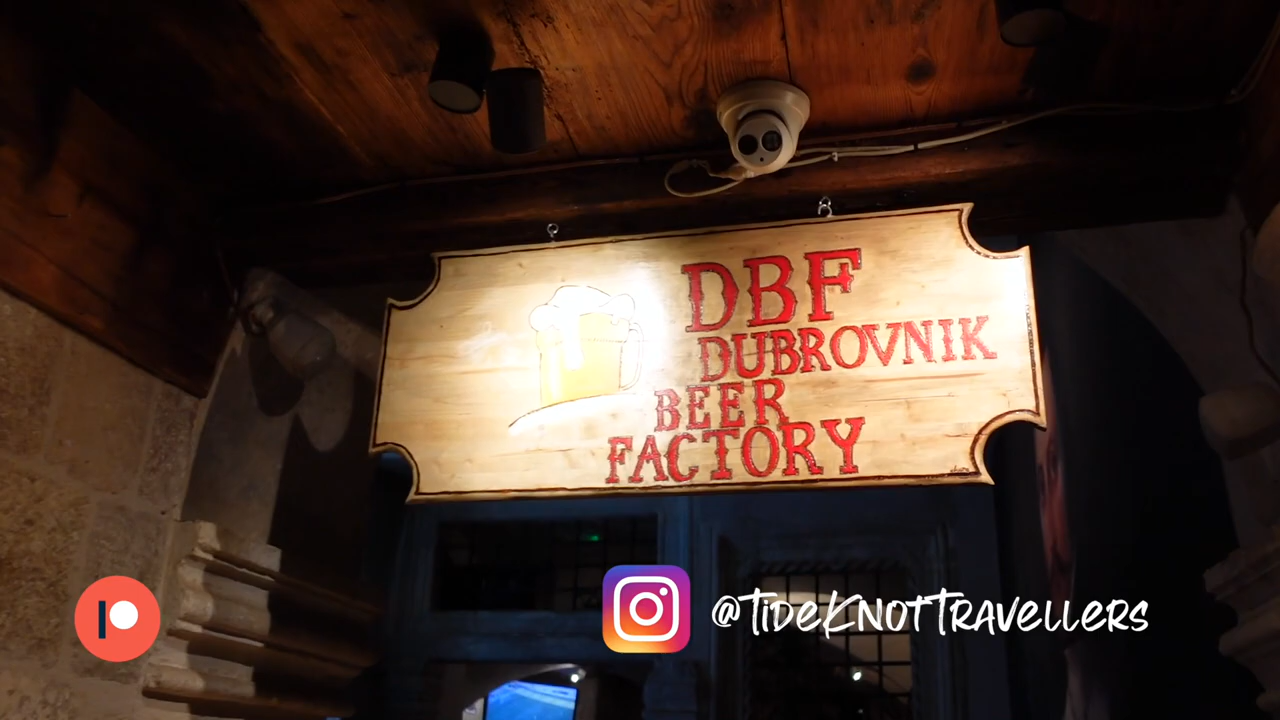 DBF
DUBROVNIK
BEER
FACTORY
@TIDEKNOTTRAVELLERS